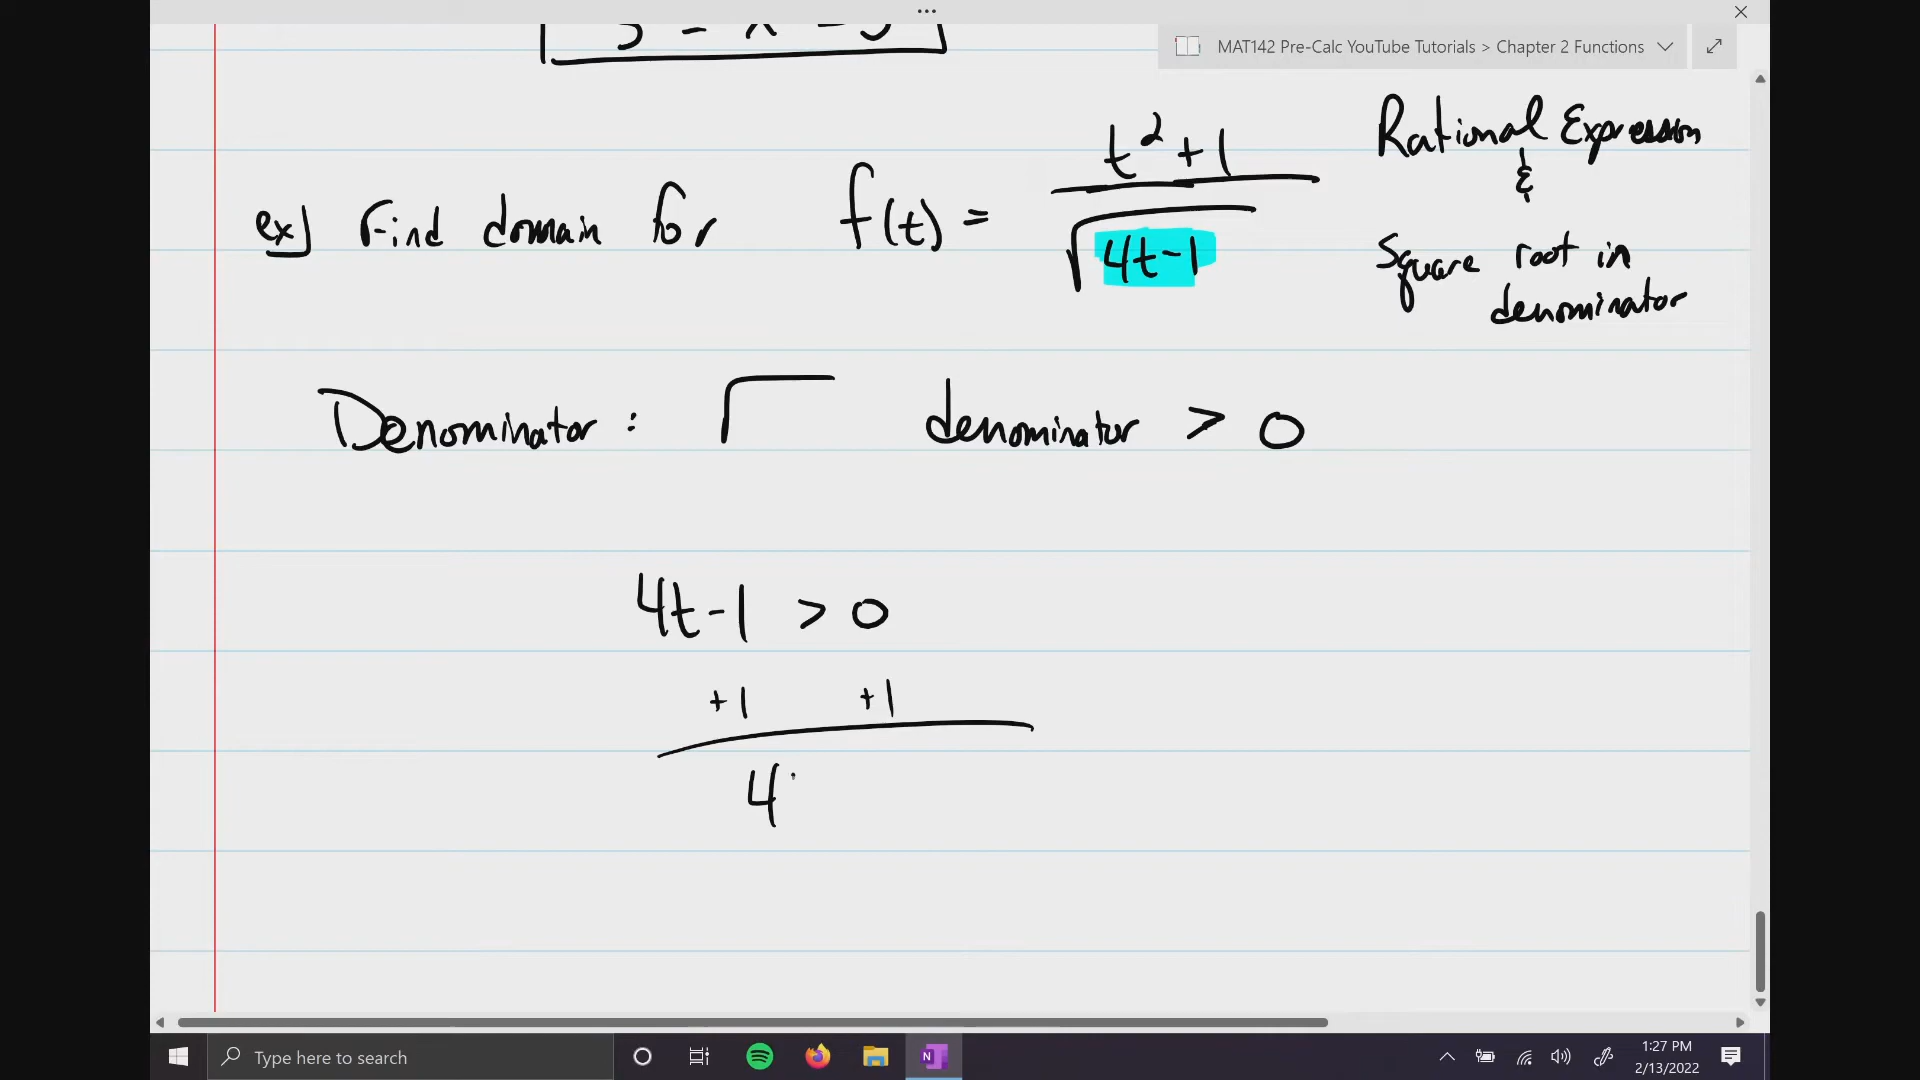 MAT142 Pre-Calc YouTube Tutorials > Chapter 2 Functions
ex] Find domain for f(t) = t² + 1 / √4t-1
Rational Expression
&
Square root in
denominator
Denominator : √ denominator > 0
4t-1 > 0
+1 +1
4
Type here to search
1:27 PM
2/13/2022